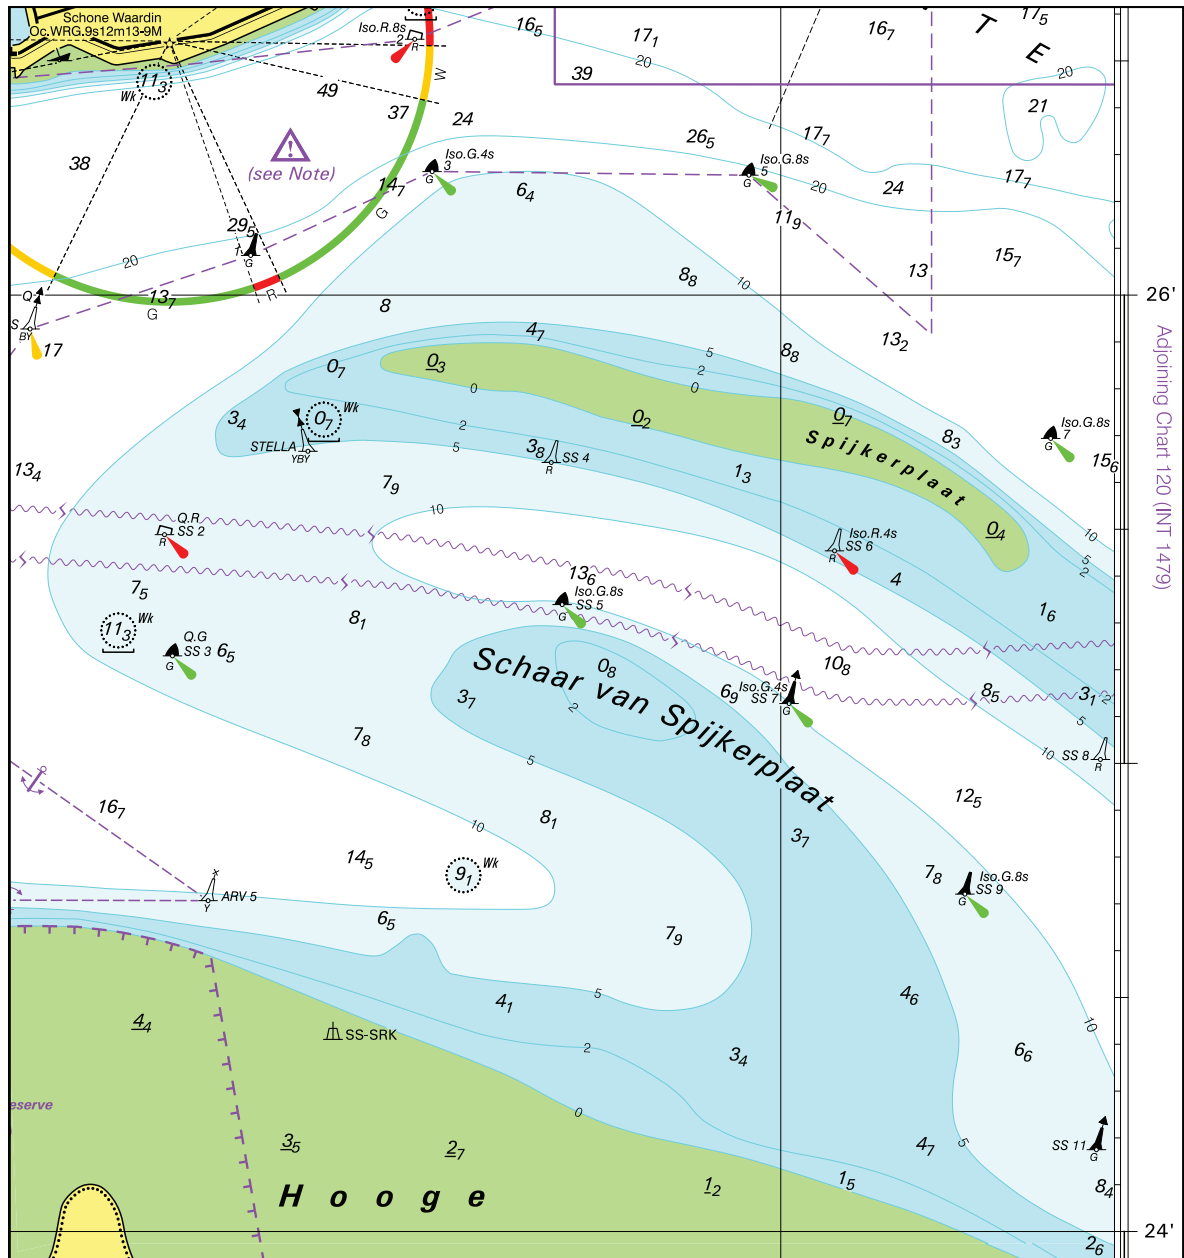 Schone Waardin
Oc.WRG.9s12m13-9M
Iso.R.8s
2
R
16₅
17₁
16₇
17₅
T E
20
20
39
21
11₃
Wk
49
37
W
24
26₅
17₇
38
(see Note)
Iso.G.4s
3
G
Iso.G.8s
5
G
14₇
G
6₄
20
24
17₇
29₅
1
G
11₉
20
15₇
13
8₈
10
Q
13₇
G
R
8
26'
S
BY
17
4₇
5
8₈
13₂
0₇
0₃
2
0
0
3₄
0₇
Wk
0₂
0₇
8₃
Iso.G.8s
7
G
STELLA
YBY
2
5
3₈
SS 4
R
Spijkerplaat
15₆
13₄
1₃
7₉
10
0₄
Q.R
SS 2
R
Iso.R.4s
SS 6
R
10
5
2
4
13₆
7₅
Iso.G.8s
SS 5
G
1₆
8₁
11₃
Wk
Q.G
SS 3
G
6₅
Schaar van Spijkerplaat
0₈
10₈
3₇
2
6₉
Iso.G.4s
SS 7
G
8₅
3₁
2
5
7₈
5
10
SS 8
R
16₇
12₅
10
8₁
3₇
14₅
9₁
Wk
7₈
Iso.G.8s
SS 9
G
ARV 5
Y
6₅
7₉
4₁
5
4₆
4₄
SS-SRK
2
3₄
6₆
10
eserve
0
3₅
2₇
4₇
5
SS 11
G
Hooge
1₂
1₅
8₄
24'
2₆
Adjoining Chart 120 (INT 1479)